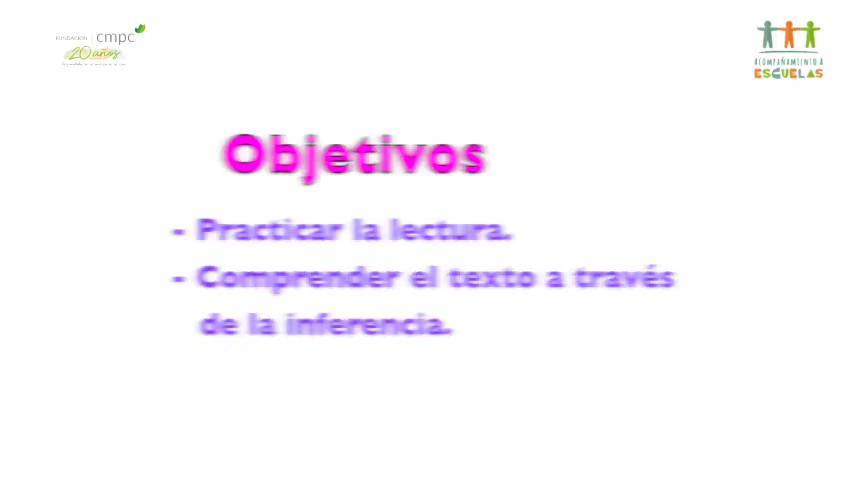 FUNDACIÓN | cmpc
20 años
ACOMPAÑAMIENTO A
ESCUELAS
Objetivos
- Practicar la lectura.
- Comprender el texto a través
de la inferencia.